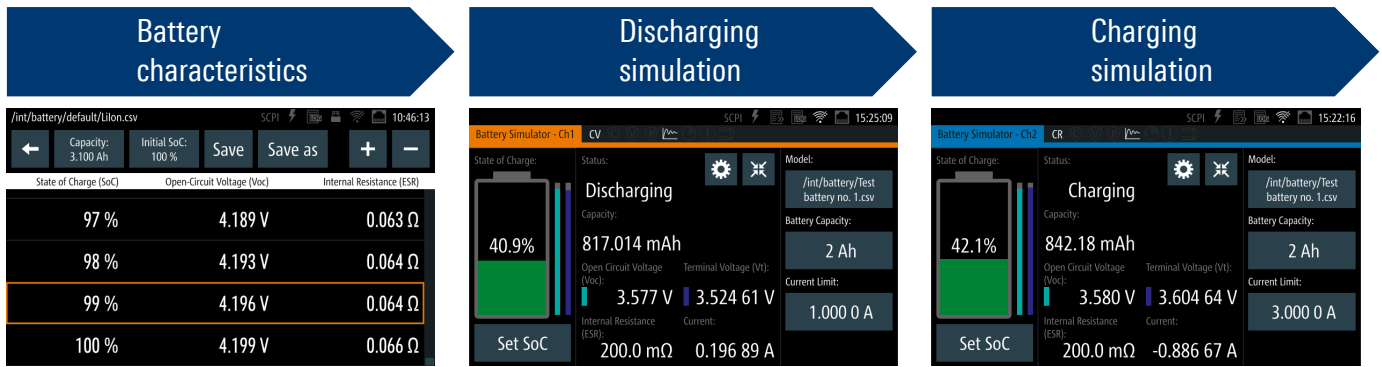 Battery
characteristics
Discharging
simulation
Charging
simulation
/int/battery/default/LiIon.csv SCPI 10:46:13
Capacity:
3.100 Ah
Initial SoC:
100 %
Save
Save as
+
−
State of Charge (SoC) Open-Circuit Voltage (Voc) Internal Resistance (ESR)
97 % 4.189 V 0.063 Ω
98 % 4.193 V 0.064 Ω
99 % 4.196 V 0.064 Ω
100 % 4.199 V 0.066 Ω
SCPI 15:25:09
Battery Simulator - Ch1 CV
State of Charge:
40.9%
Set SoC
Status:
Discharging
Capacity:
817.014 mAh
Open Circuit Voltage
(Voc):
3.577 V
Terminal Voltage (Vt):
3.524 61 V
Internal Resistance
(ESR):
200.0 mΩ
Current:
0.196 89 A
Model:
/int/battery/Test
battery no. 1.csv
Battery Capacity:
2 Ah
Current Limit:
1.000 0 A
SCPI 15:22:16
Battery Simulator - Ch2 CR
State of Charge:
42.1%
Set SoC
Status:
Charging
Capacity:
842.18 mAh
Open Circuit Voltage
(Voc):
3.580 V
Terminal Voltage (Vt):
3.604 64 V
Internal Resistance
(ESR):
200.0 mΩ
Current:
-0.886 67 A
Model:
/int/battery/Test
battery no. 1.csv
Battery Capacity:
2 Ah
Current Limit:
3.000 0 A